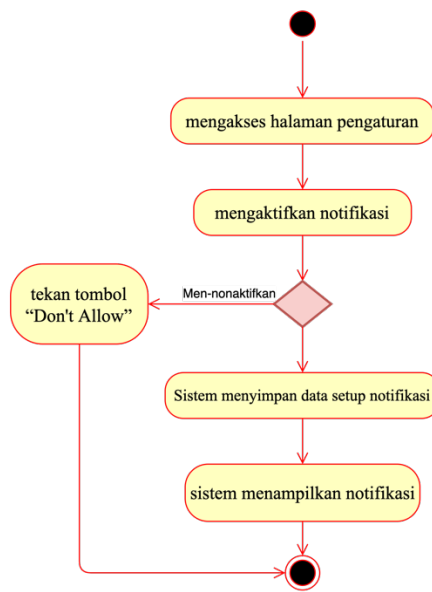 mengakses halaman pengaturan
mengaktifkan notifikasi
Men-nonaktifkan
tekan tombol
“Don't Allow”
Sistem menyimpan data setup notifikasi
sistem menampilkan notifikasi